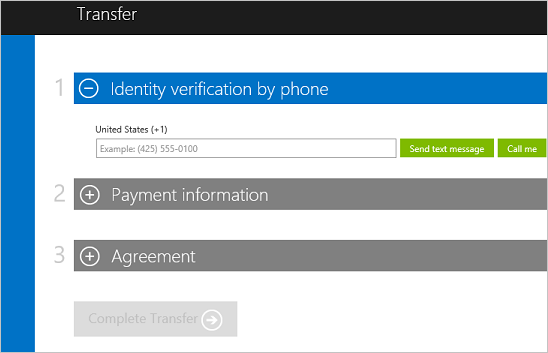 Transfer
1 Identity verification by phone
United States (+1)
Example: (425) 555-0100 Send text message Call me
2 Payment information
3 Agreement
Complete Transfer